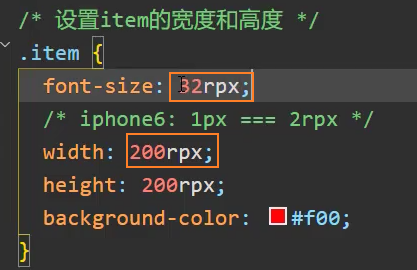 /* 设置item的宽度和高度 */
.item {
font-size: 32rpx;
/* iphone6: 1px === 2rpx */
width: 200rpx;
height: 200rpx;
background-color: #f00;
}